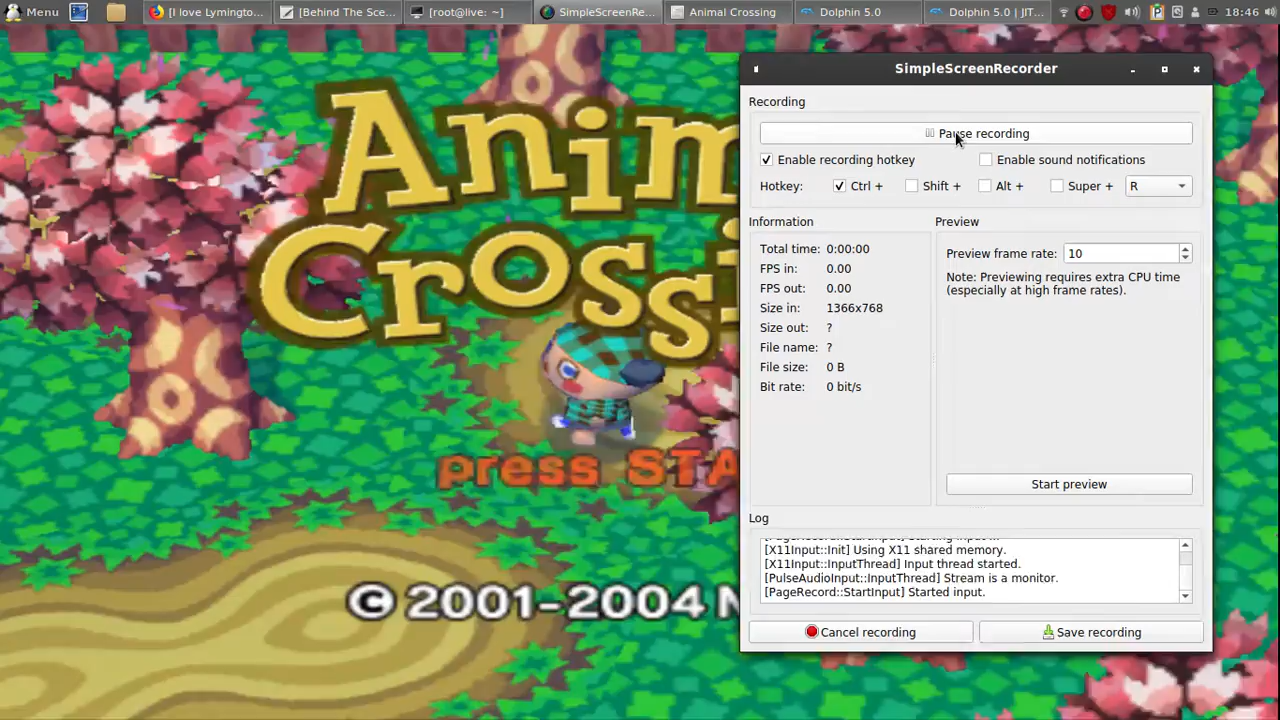 Menu
[I love Lymington...
[Behind The Sce...
[root@live: ~]
SimpleScreenRe...
Animal Crossing
Dolphin 5.0
Dolphin 5.0 | JIT...
18:46
Anim
Cross
press STA
© 2001-2004 N
SimpleScreenRecorder
Recording
Pause recording
Enable recording hotkey
Enable sound notifications
Hotkey: Ctrl + Shift + Alt + Super + R
Information
Total time: 0:00:00
FPS in: 0.00
FPS out: 0.00
Size in: 1366x768
Size out: ?
File name: ?
File size: 0 B
Bit rate: 0 bit/s
Preview
Preview frame rate: 10
Note: Previewing requires extra CPU time
(especially at high frame rates).
Start preview
Log
[X11Input::Init] Using X11 shared memory.
[X11Input::InputThread] Input thread started.
[PulseAudioInput::InputThread] Stream is a monitor.
[PageRecord::StartInput] Started input.
Cancel recording
Save recording